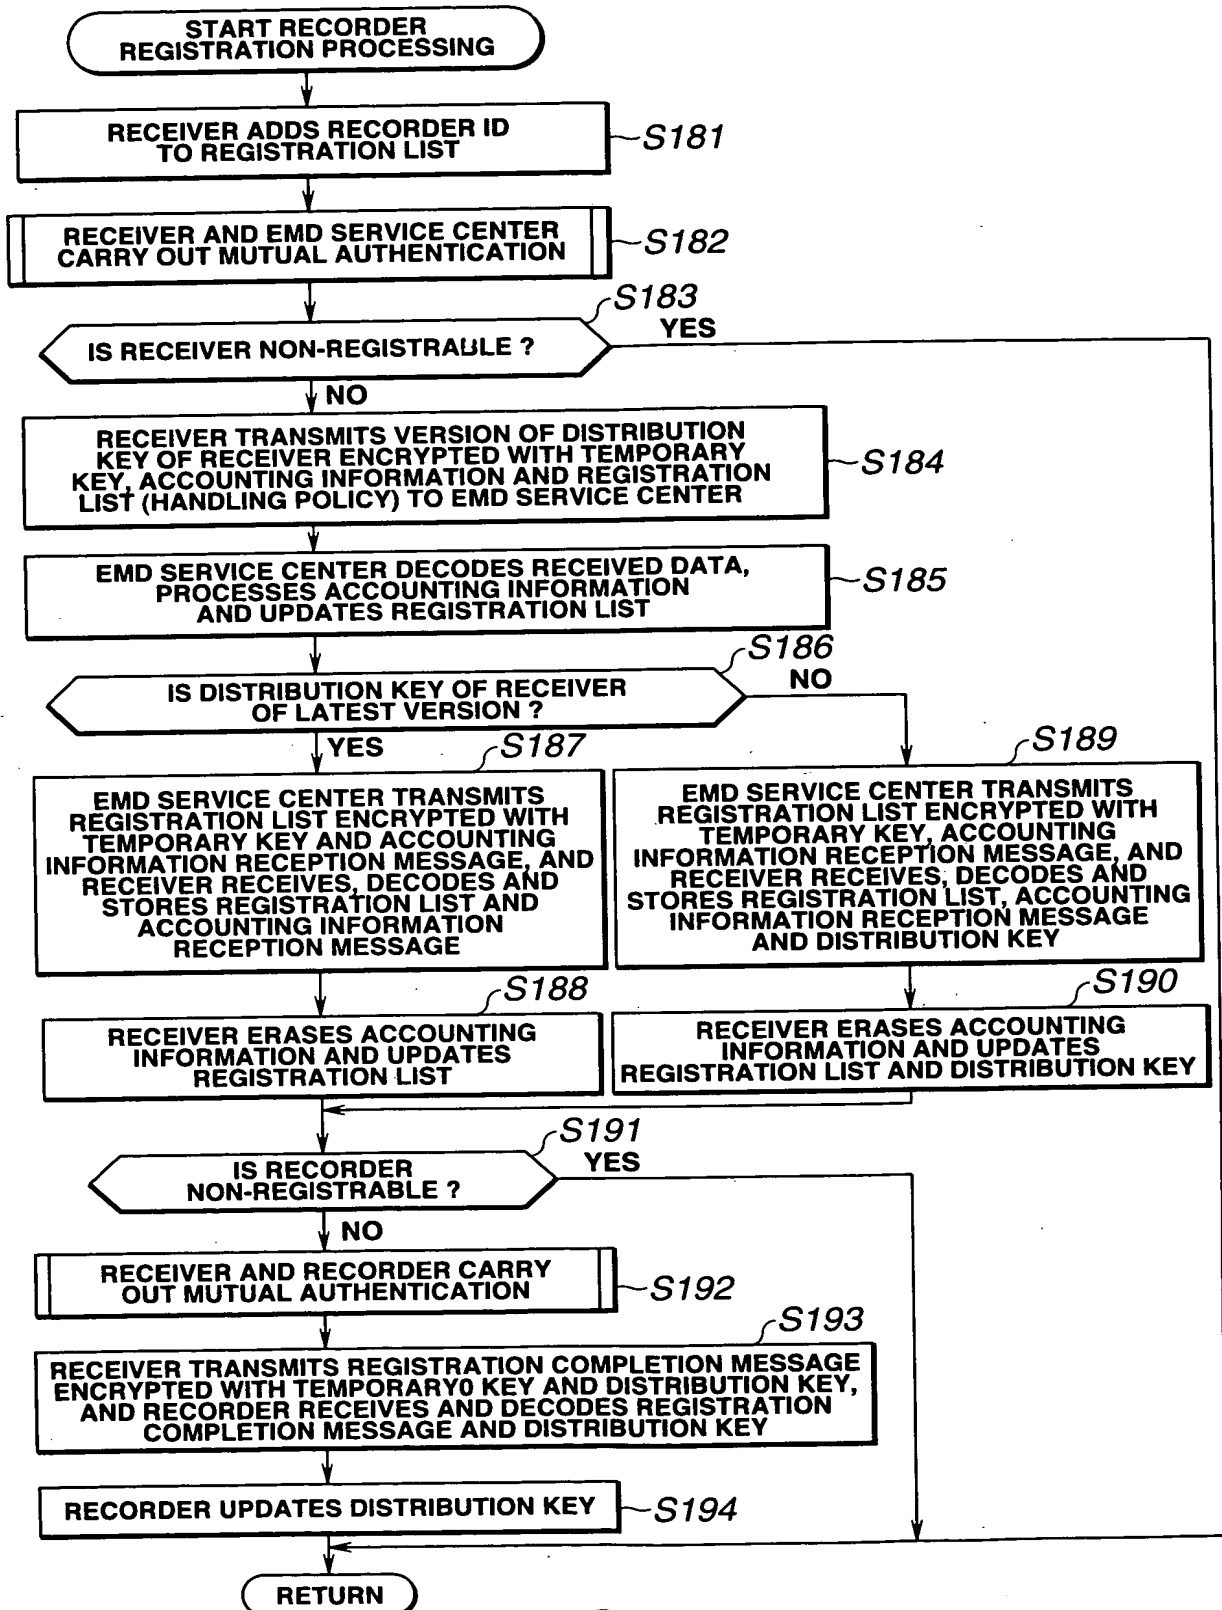 START RECORDER
REGISTRATION PROCESSING
RECEIVER ADDS RECORDER ID
TO REGISTRATION LIST
S181
RECEIVER AND EMD SERVICE CENTER
CARRY OUT MUTUAL AUTHENTICATION
S182
S183
IS RECEIVER NON-REGISTRABLE ?
YES
NO
RECEIVER TRANSMITS VERSION OF DISTRIBUTION
KEY OF RECEIVER ENCRYPTED WITH TEMPORARY
KEY, ACCOUNTING INFORMATION AND REGISTRATION
LIST (HANDLING POLICY) TO EMD SERVICE CENTER
S184
EMD SERVICE CENTER DECODES RECEIVED DATA,
PROCESSES ACCOUNTING INFORMATION
AND UPDATES REGISTRATION LIST
S185
S186
IS DISTRIBUTION KEY OF RECEIVER
OF LATEST VERSION ?
NO
YES
S187
EMD SERVICE CENTER TRANSMITS
REGISTRATION LIST ENCRYPTED WITH
TEMPORARY KEY AND ACCOUNTING
INFORMATION RECEPTION MESSAGE, AND
RECEIVER RECEIVES, DECODES AND
STORES REGISTRATION LIST AND
ACCOUNTING INFORMATION
RECEPTION MESSAGE
S189
EMD SERVICE CENTER TRANSMITS
REGISTRATION LIST ENCRYPTED WITH
TEMPORARY KEY, ACCOUNTING
INFORMATION RECEPTION MESSAGE, AND
RECEIVER RECEIVES, DECODES AND
STORES REGISTRATION LIST, ACCOUNTING
INFORMATION RECEPTION MESSAGE
AND DISTRIBUTION KEY
S188
RECEIVER ERASES ACCOUNTING
INFORMATION AND UPDATES
REGISTRATION LIST
S190
RECEIVER ERASES ACCOUNTING
INFORMATION AND UPDATES
REGISTRATION LIST AND DISTRIBUTION KEY
S191
IS RECORDER
NON-REGISTRABLE ?
YES
NO
RECEIVER AND RECORDER CARRY
OUT MUTUAL AUTHENTICATION
S192
S193
RECEIVER TRANSMITS REGISTRATION COMPLETION MESSAGE
ENCRYPTED WITH TEMPORARY0 KEY AND DISTRIBUTION KEY,
AND RECORDER RECEIVES AND DECODES REGISTRATION
COMPLETION MESSAGE AND DISTRIBUTION KEY
RECORDER UPDATES DISTRIBUTION KEY
S194
RETURN